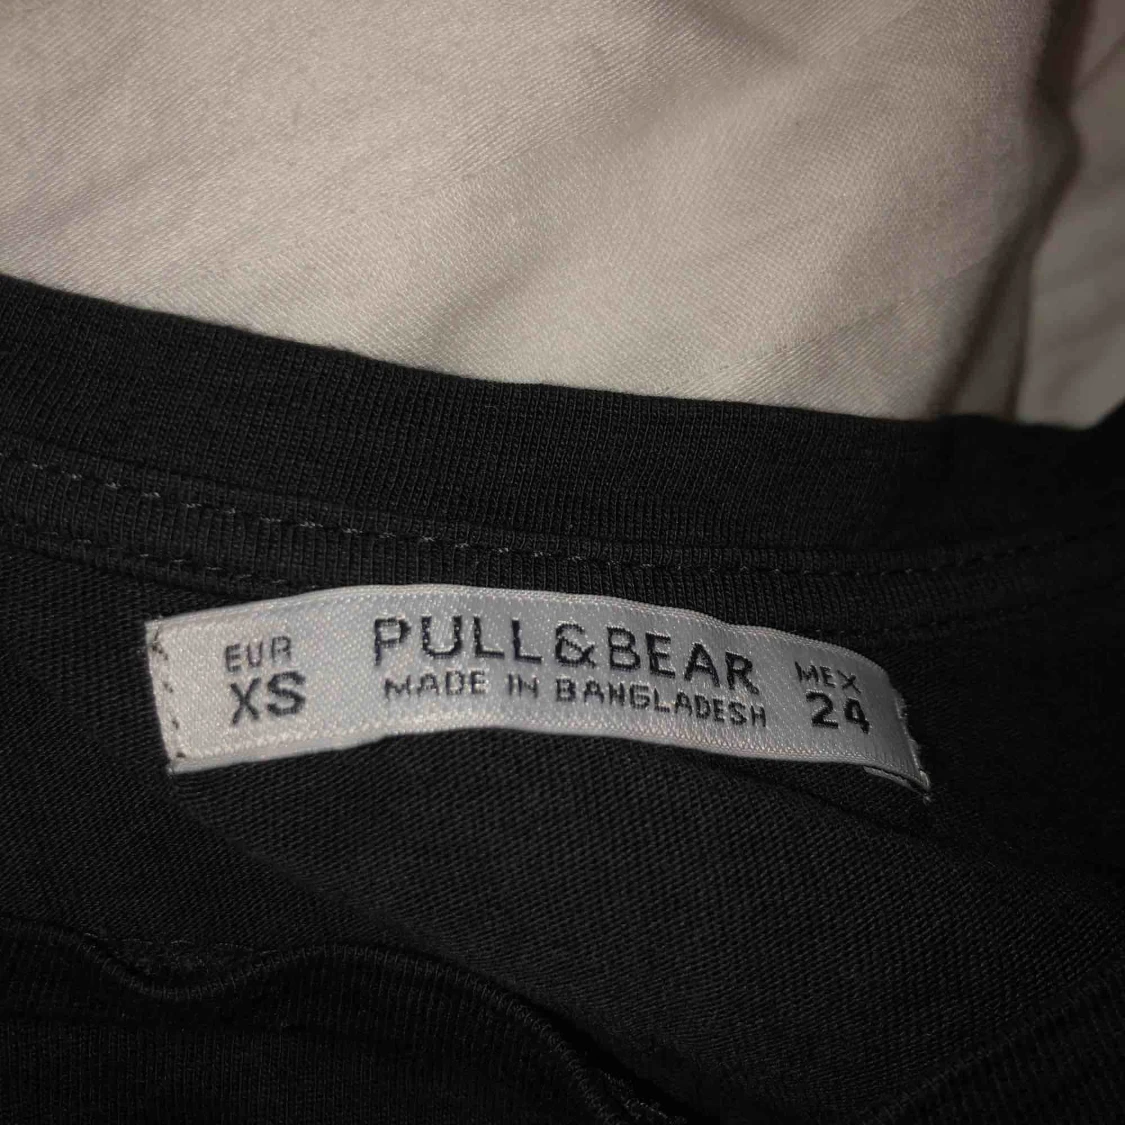 EUR
XS
PULL&BEAR
MADE IN BANGLADESH
MEX
24